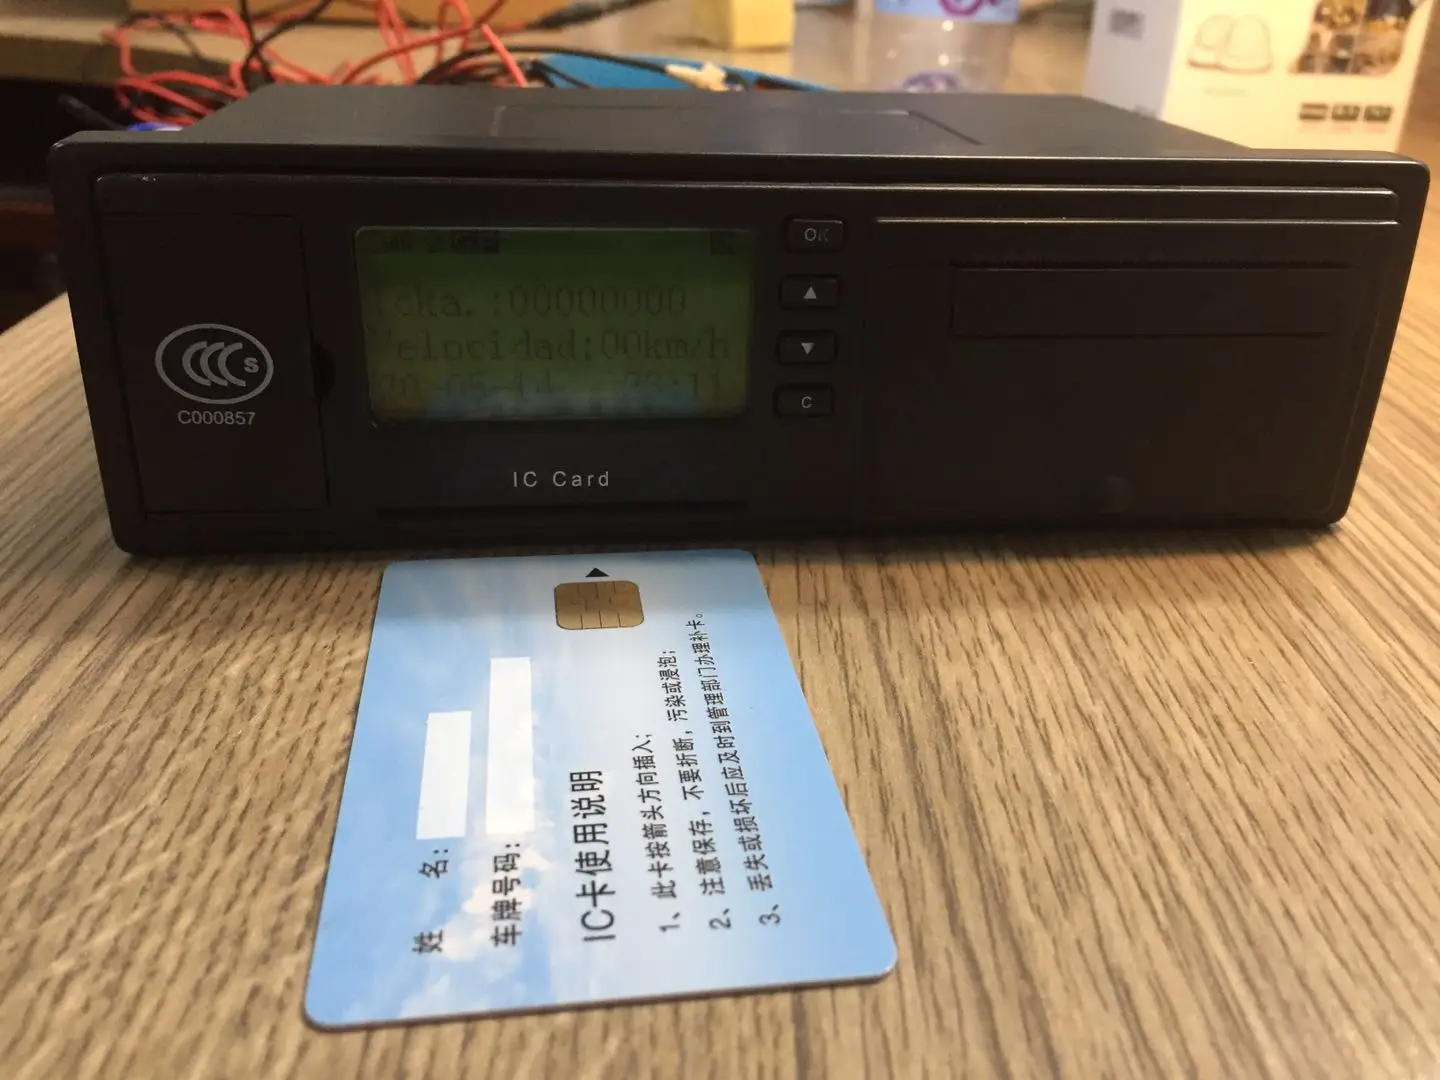 :00000000
Velocidad:00km/h
OK
C
S
C000857
IC Card
姓 名:
车牌号码:
IC卡使用说明
1、此卡按箭头方向插入;
2、注意保存，不要折断，污染或浸泡;
3、丢失或损坏后应及时到管理部门办理补卡。